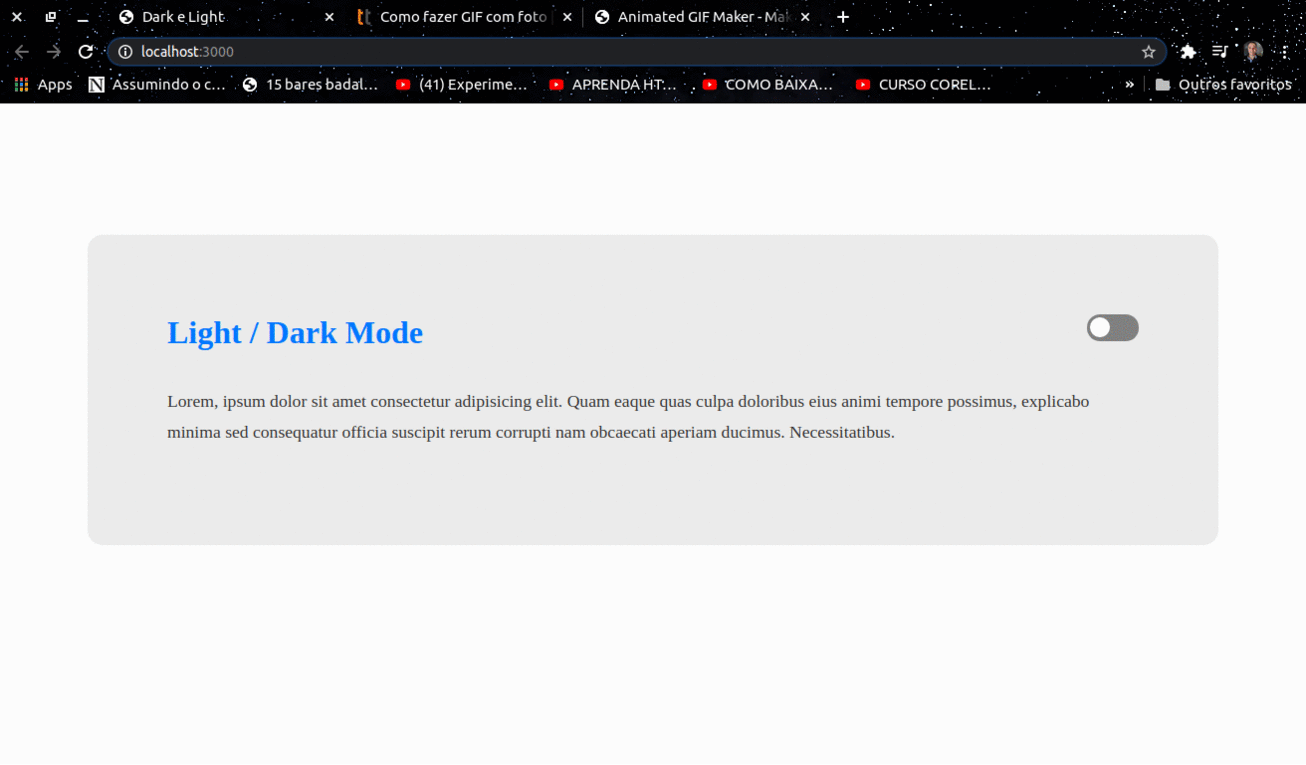 Dark e Light
Como fazer GIF com foto
Animated GIF Maker - Mak
localhost:3000
Apps
Assumindo o c...
15 bares badal...
(41) Experime...
APRENDA HT...
COMO BAIXA...
CURSO COREL...
»
Outros favoritos
Light / Dark Mode
Lorem, ipsum dolor sit amet consectetur adipisicing elit. Quam eaque quas culpa doloribus eius animi tempore possimus, explicabo
minima sed consequatur officia suscipit rerum corrupti nam obcaecati aperiam ducimus. Necessitatibus.